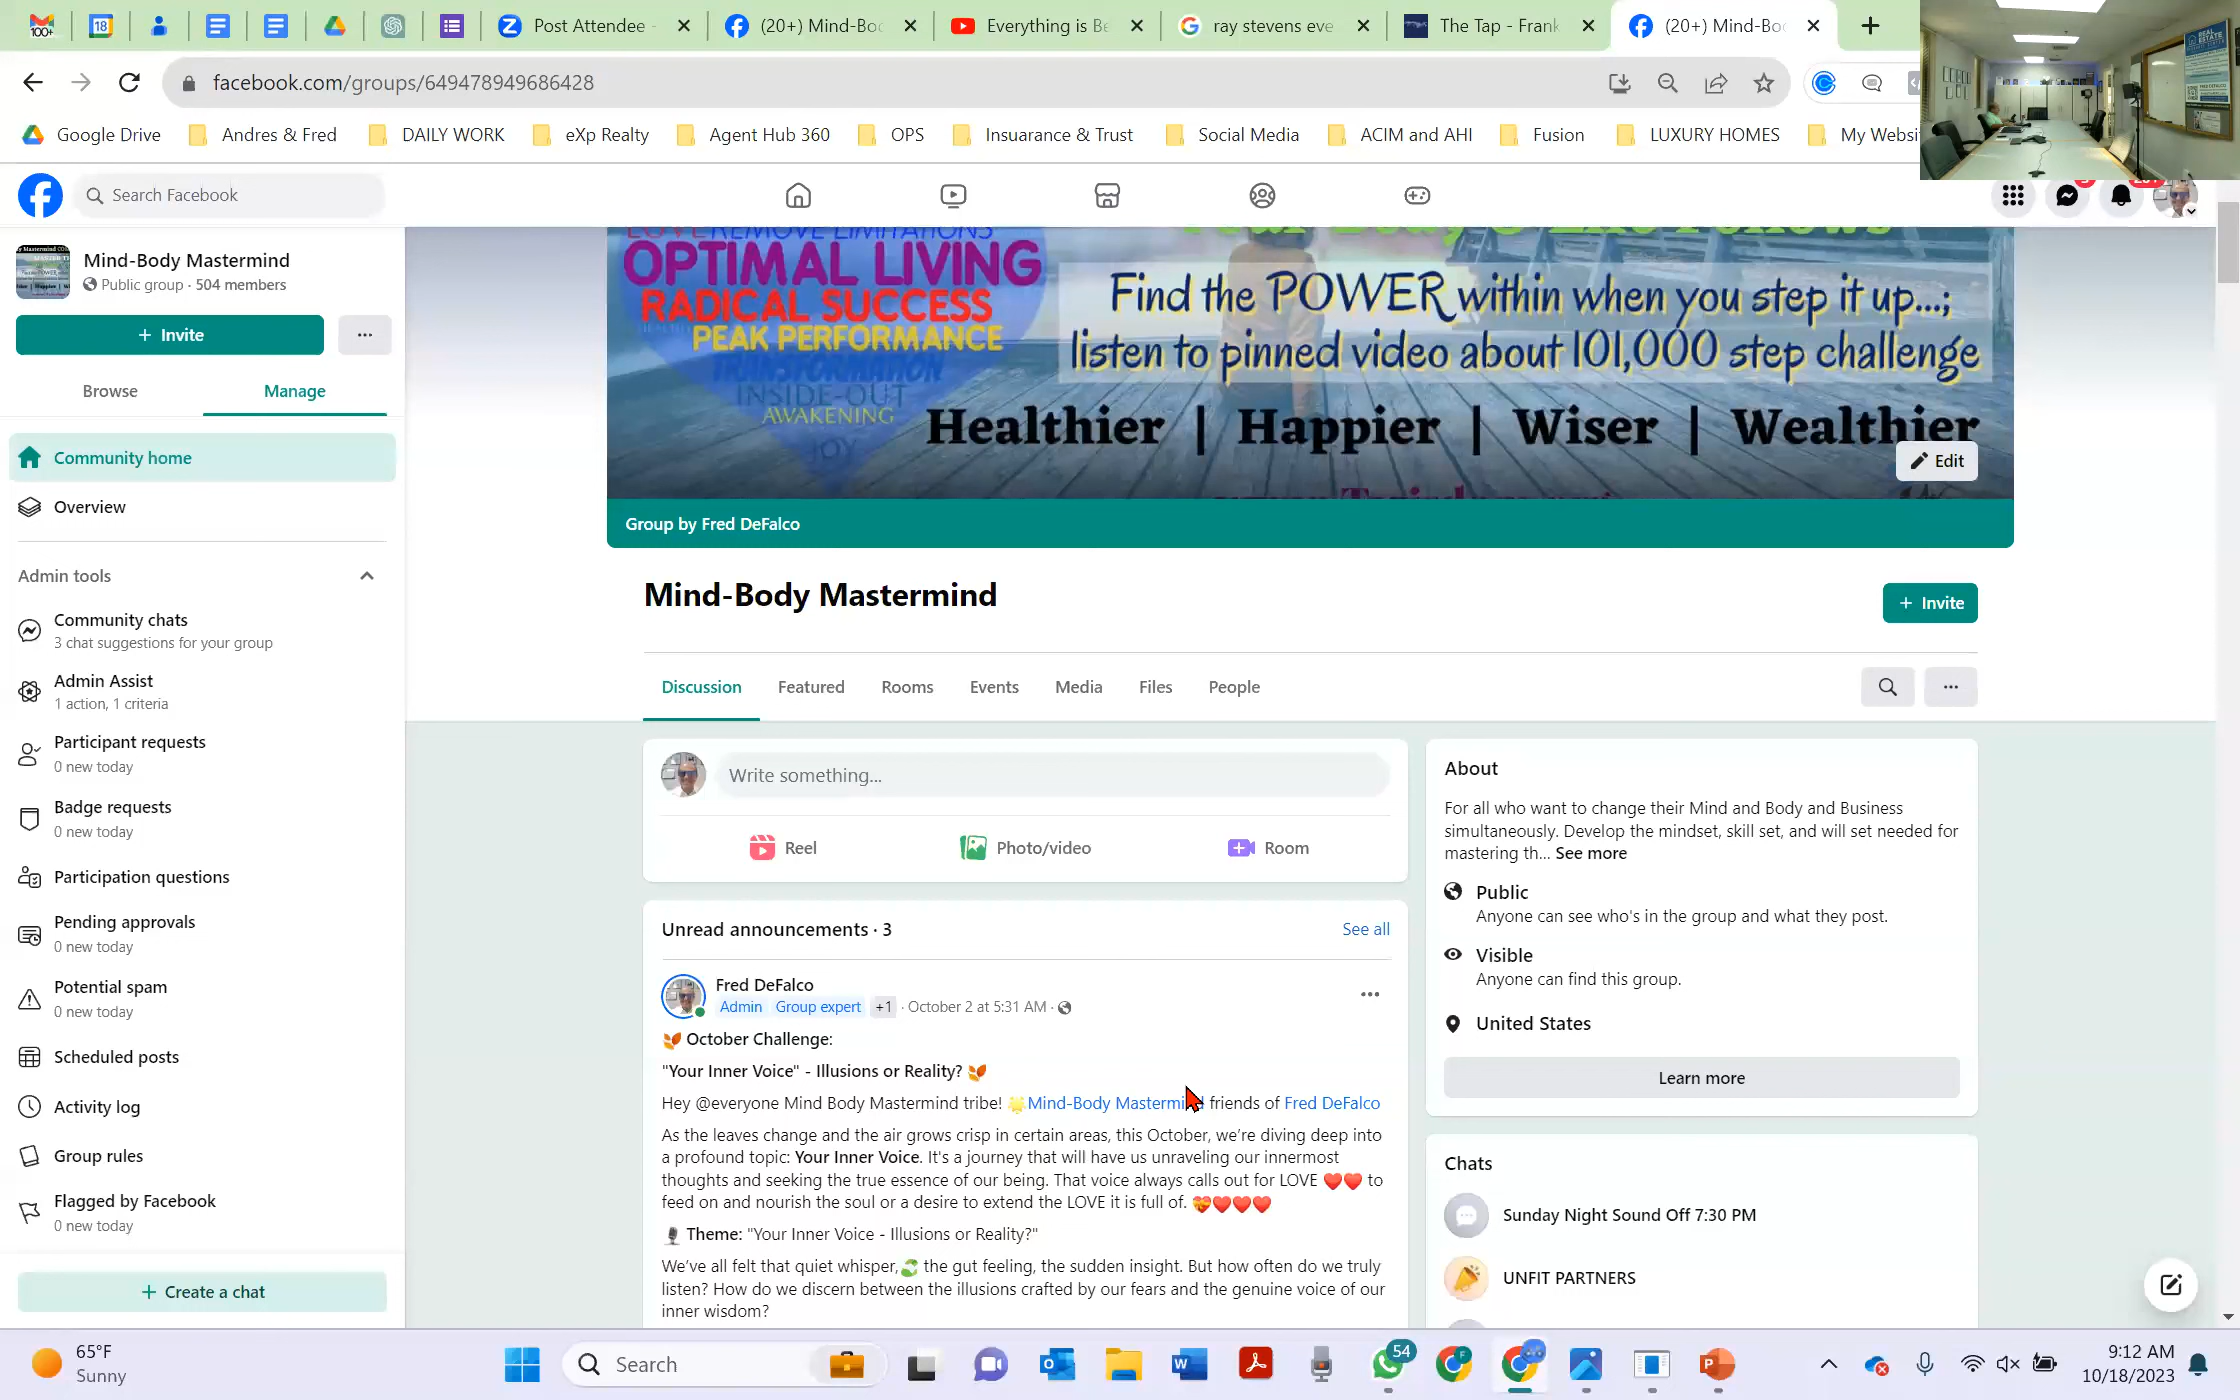 100+
18
Post Attendee -
(20+) Mind-Bo
Everything is Be
ray stevens eve
The Tap - Frank
(20+) Mind-Bo
facebook.com/groups/649478949686428
Google Drive
Andres & Fred
DAILY WORK
eXp Realty
Agent Hub 360
OPS
Insuarance & Trust
Social Media
ACIM and AHI
Fusion
LUXURY HOMES
My Websi
REAL ESTATE
Search Facebook
Mind-Body Mastermind
Public group · 504 members
+ Invite
Browse
Manage
Community home
Overview
Admin tools
Community chats
3 chat suggestions for your group
Admin Assist
1 action, 1 criteria
Participant requests
0 new today
Badge requests
0 new today
Participation questions
Pending approvals
0 new today
Potential spam
0 new today
Scheduled posts
Activity log
Group rules
Flagged by Facebook
0 new today
+ Create a chat
LOVE REMOVE LIMITATIONS
OPTIMAL LIVING
RADICAL SUCCESS
PEAK PERFORMANCE
TRANSFORMATION
INSIDE-OUT
AWAKENING
JOY
Find the POWER within when you step it up...;
listen to pinned video about 101,000 step challenge
Healthier | Happier | Wiser | Wealthier
Edit
Group by Fred DeFalco
Mind-Body Mastermind
+ Invite
Discussion
Featured
Rooms
Events
Media
Files
People
Write something...
Reel
Photo/video
Room
Unread announcements · 3
See all
Fred DeFalco
Admin Group expert +1 · October 2 at 5:31 AM ·
🍂 October Challenge:
"Your Inner Voice" - Illusions or Reality? 🍂
Hey @everyone Mind Body Mastermind tribe! 🌟Mind-Body Mastermind friends of Fred DeFalco
As the leaves change and the air grows crisp in certain areas, this October, we're diving deep into
a profound topic: Your Inner Voice. It's a journey that will have us unraveling our innermost
thoughts and seeking the true essence of our being. That voice always calls out for LOVE ❤️❤️ to
feed on and nourish the soul or a desire to extend the LOVE it is full of. 💝❤️❤️❤️
🎙️ Theme: "Your Inner Voice - Illusions or Reality?"
We've all felt that quiet whisper, the gut feeling, the sudden insight. But how often do we truly
listen? How do we discern between the illusions crafted by our fears and the genuine voice of our
inner wisdom?
About
For all who want to change their Mind and Body and Business
simultaneously. Develop the mindset, skill set, and will set needed for
mastering th... See more
Public
Anyone can see who's in the group and what they post.
Visible
Anyone can find this group.
United States
Learn more
Chats
Sunday Night Sound Off 7:30 PM
UNFIT PARTNERS
65°F
Sunny
Search
54
9:12 AM
10/18/2023